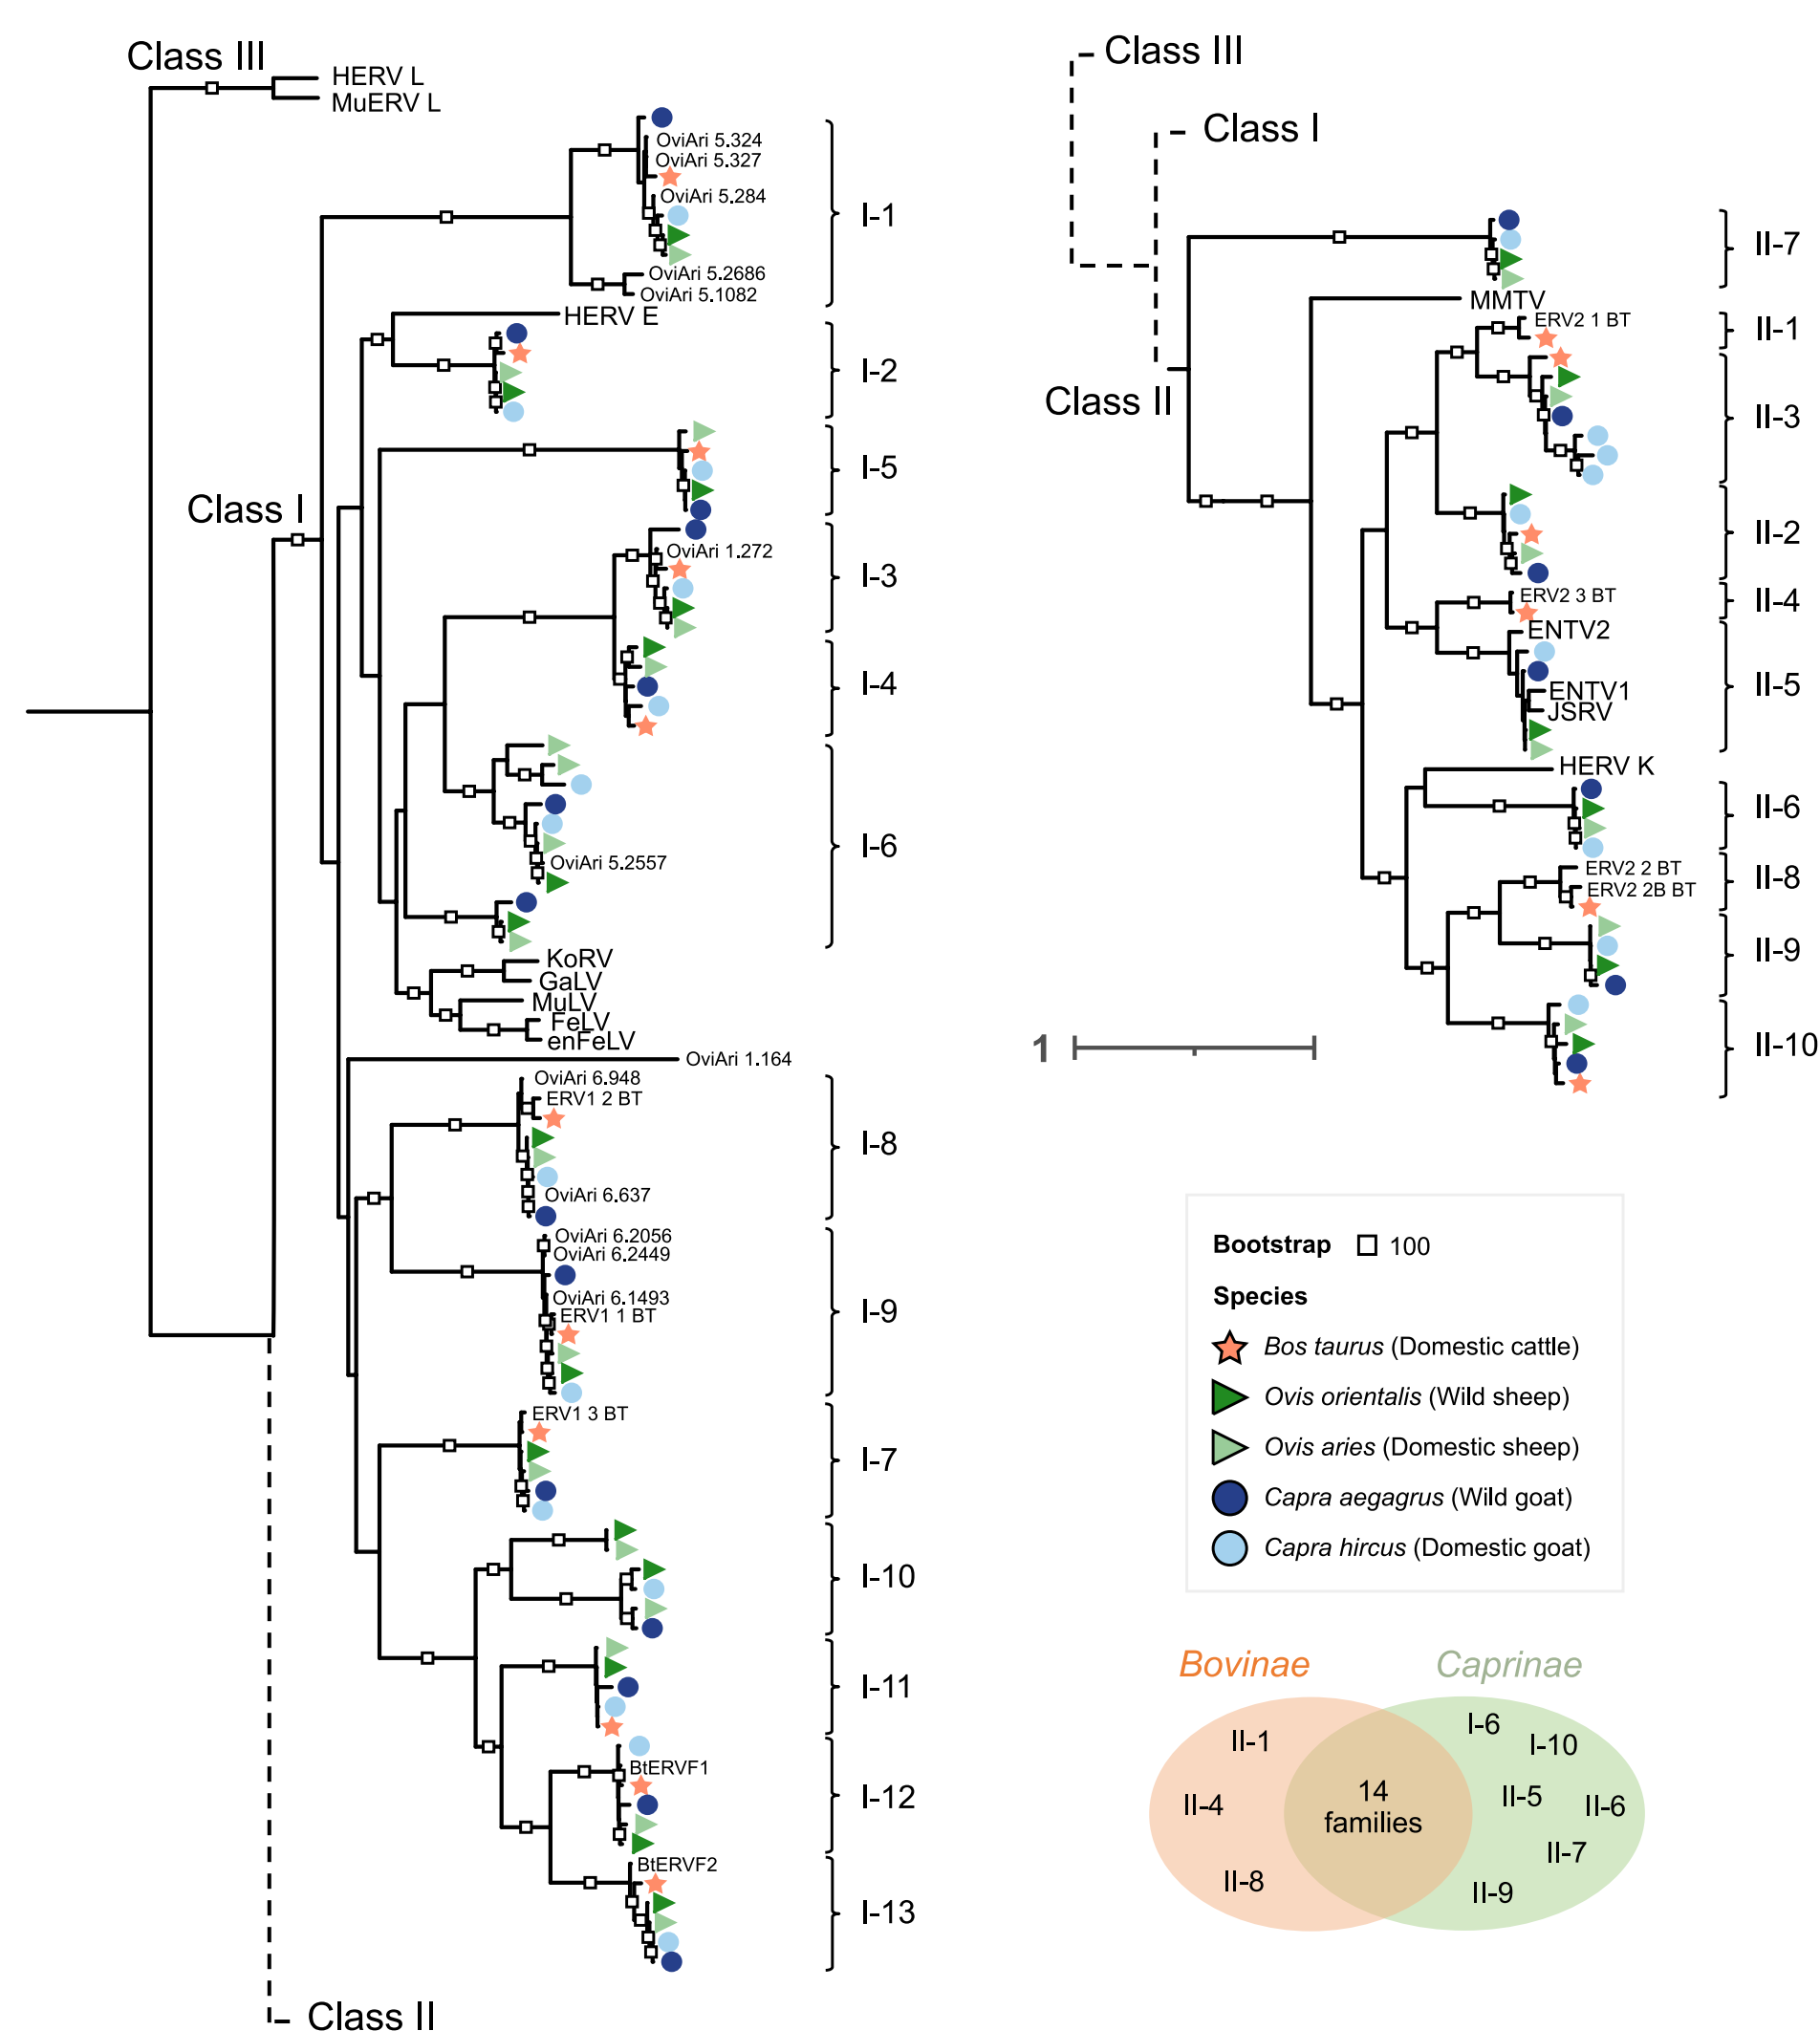 Class III
HERV L
MuERV L
OviAri 5.324
OviAri 5.327
OviAri 5.284
I-1
OviAri 5.2686
OviAri 5.1082
HERV E
I-2
I-5
Class I
OviAri 1.272
I-3
I-4
I-6
OviAri 5.2557
KoRV
GaLV
MuLV
FeLV
enFeLV
OviAri 1.164
OviAri 6.948
ERV1 2 BT
I-8
OviAri 6.637
OviAri 6.2056
OviAri 6.2449
OviAri 6.1493
ERV1 1 BT
I-9
ERV1 3 BT
I-7
I-10
I-11
BtERVF1
I-12
BtERVF2
I-13
Class II
Class III
Class I
II-7
MMTV
ERV2 1 BT
II-1
Class II
II-3
II-2
ERV2 3 BT
II-4
ENTV2
ENTV1
JSRV
II-5
HERV K
II-6
ERV2 2 BT
ERV2 2B BT
II-8
II-9
II-10
1
Bootstrap 100
Species
Bos taurus (Domestic cattle)
Ovis orientalis (Wild sheep)
Ovis aries (Domestic sheep)
Capra aegagrus (Wild goat)
Capra hircus (Domestic goat)
Bovinae
Caprinae
II-1
II-4
II-8
14
families
I-6
I-10
II-5
II-6
II-7
II-9